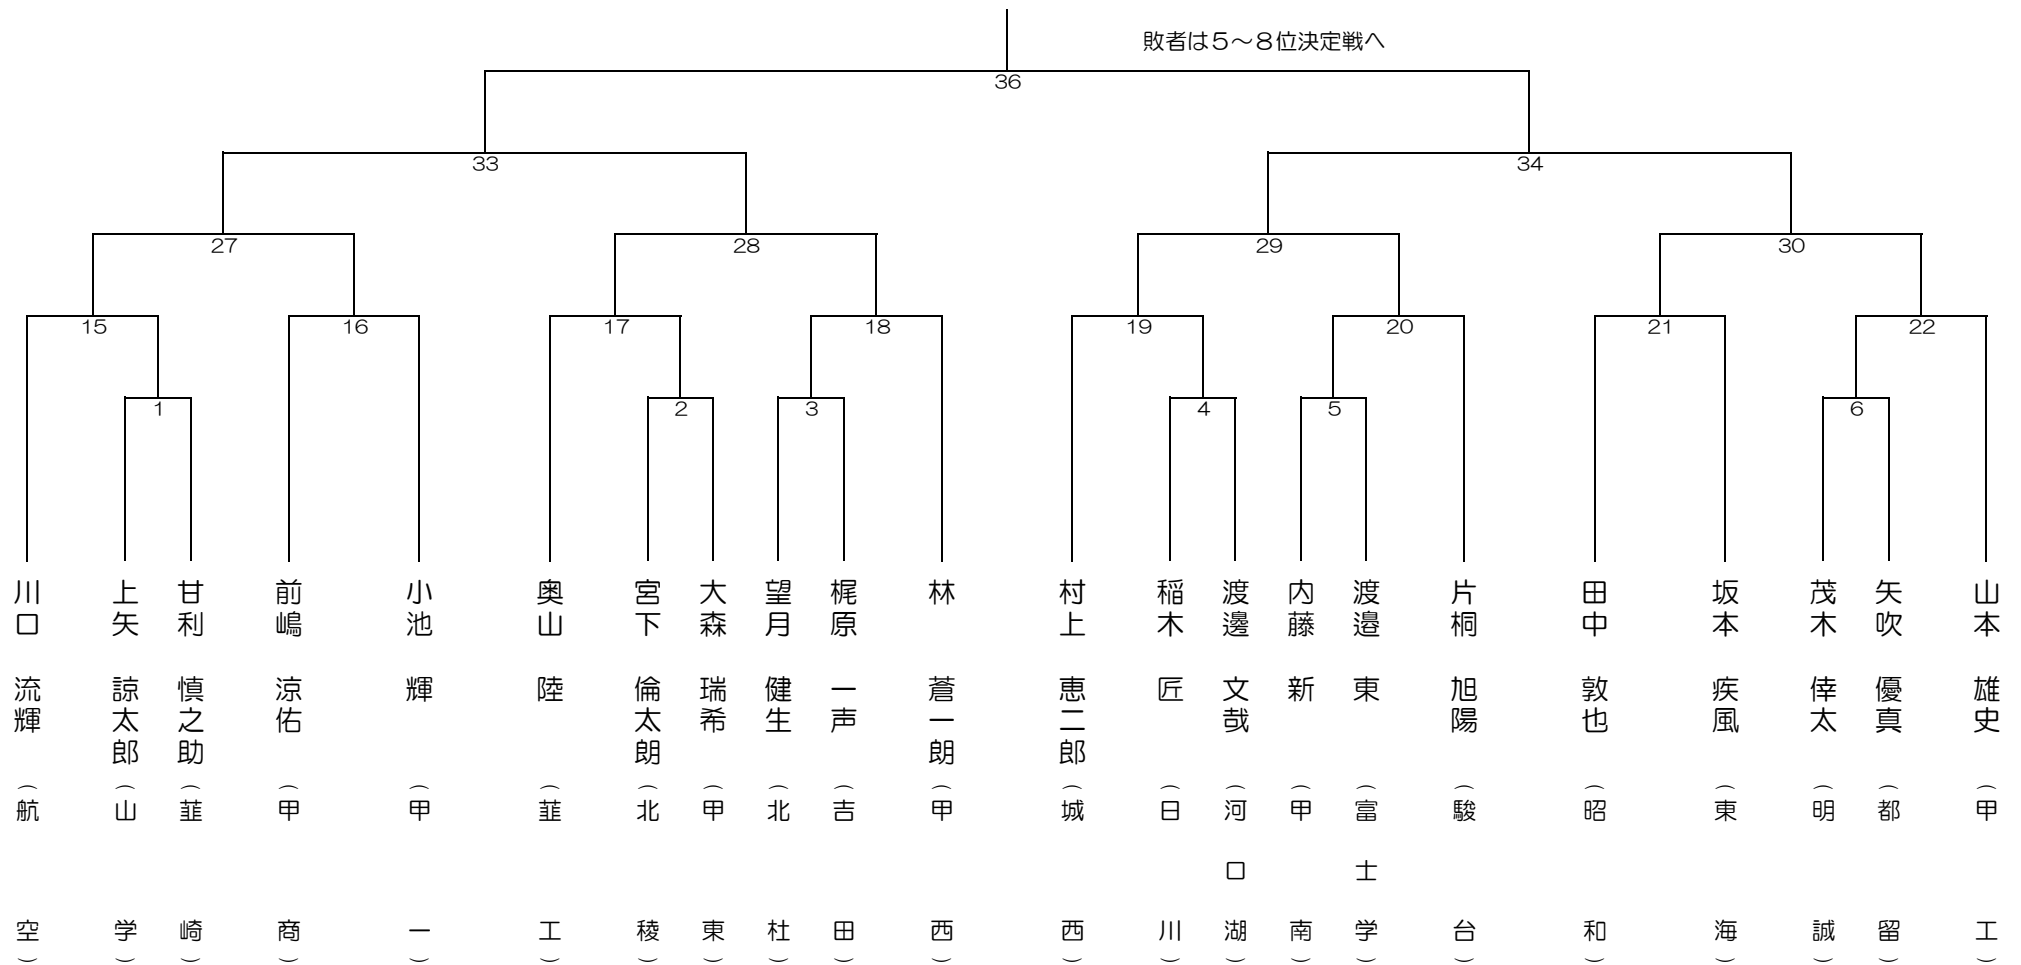 敗者は５～８位決定戦へ
36
33
34
27
28
29
30
15
16
17
18
19
20
21
22
1
2
3
4
5
6
川口 流輝 （航空）
上矢 諒太郎 （山学）
甘利 慎之助 （韮崎）
前嶋 涼佑 （甲商）
小池 輝 （甲一）
奥山 陸 （韮工）
宮下 倫太朗 （北稜）
大森 瑞希 （甲東）
望月 健生 （北杜）
梶原 一声 （吉田）
林 蒼一朗 （甲西）
村上 恵二郎 （城西）
稲木 匠 （日川）
渡邊 文哉 （河口湖）
内藤 新 （甲南）
渡邉 東 （富士学）
片桐 旭陽 （駿台）
田中 敦也 （昭和）
坂本 疾風 （東海）
茂木 倖太 （明誠）
矢吹 優真 （都留）
山本 雄史 （甲工）